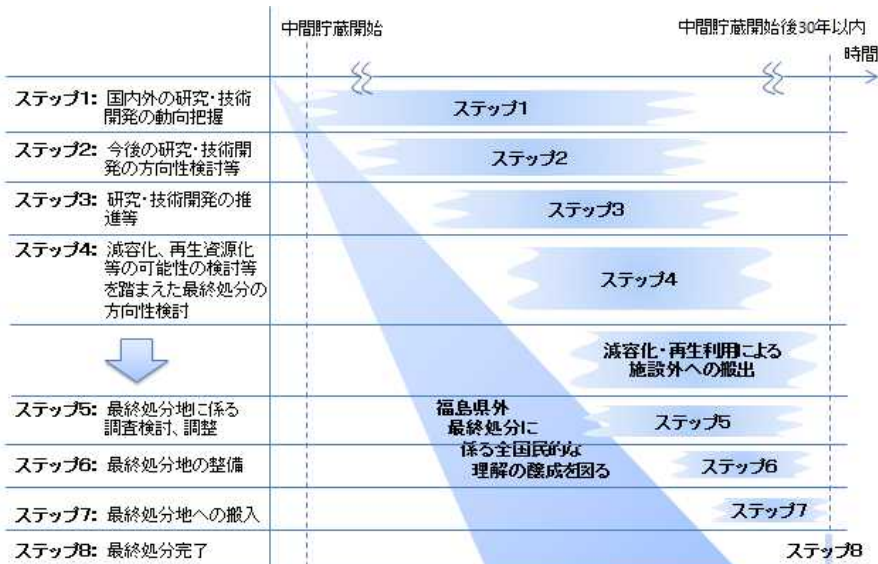 中間貯蔵開始
中間貯蔵開始後30年以内
時間
ステップ1: 国内外の研究・技術
開発の動向把握
ステップ1
ステップ2: 今後の研究・技術開
発の方向性検討等
ステップ2
ステップ3: 研究・技術開発の推
進等
ステップ3
ステップ4: 減容化、再生資源化
等の可能性の検討等
を踏まえた最終処分の
方向性検討
ステップ4
減容化・再生利用による
施設外への搬出
ステップ5: 最終処分地に係る
調査検討、調整
福島県外
最終処分に
係る全国民的な
理解の醸成を図る
ステップ5
ステップ6: 最終処分地の整備
ステップ6
ステップ7: 最終処分地への搬入
ステップ7
ステップ8: 最終処分完了
ステップ8